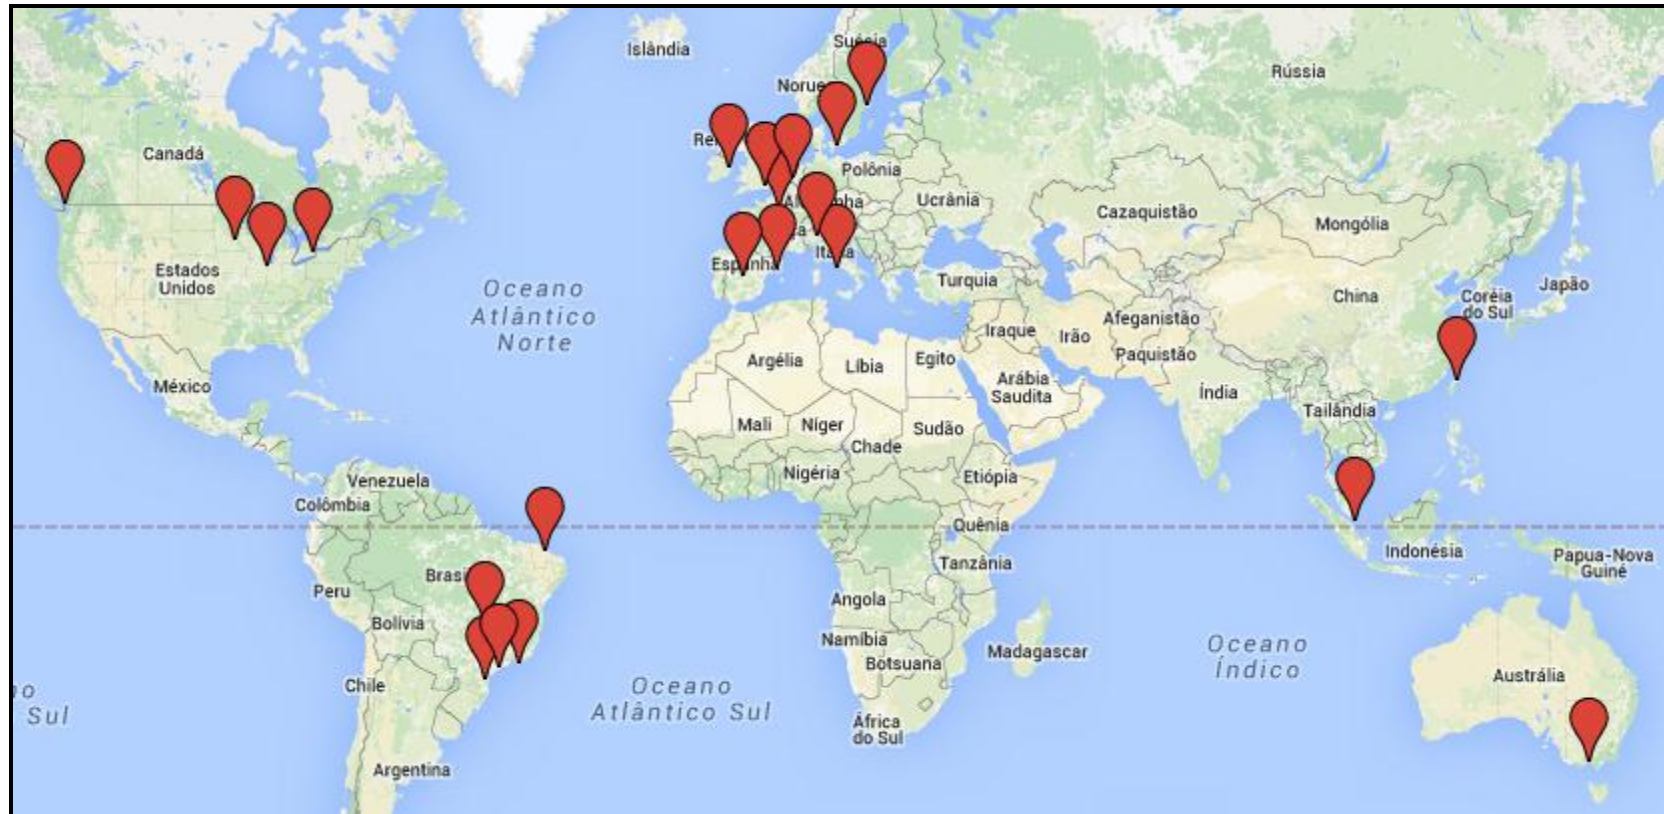 Islândia
Suécia
Rússia
Canadá
Polônia
Ucrânia
Cazaquistão
Mongólia
Estados
Unidos
Espanha
Itália
Turquia
China
Japão
Coréia
do Sul
Oceano
Atlântico
Norte
Iraque
Irão
Afeganistão
Paquistão
Argélia
Líbia
Egito
Arábia
Saudita
Índia
México
Tailândia
Mali
Níger
Chade
Sudão
Nigéria
Etiópia
Venezuela
Colômbia
Quênia
Indonésia
Papua-Nova
Guiné
Brasi
Peru
Tanzânia
Angola
Bolívia
Namíbia
Botsuana
Madagascar
Oceano
Índico
Chile
Oceano
Atlântico Sul
Austrália
Sul
África
do Sul
Argentina